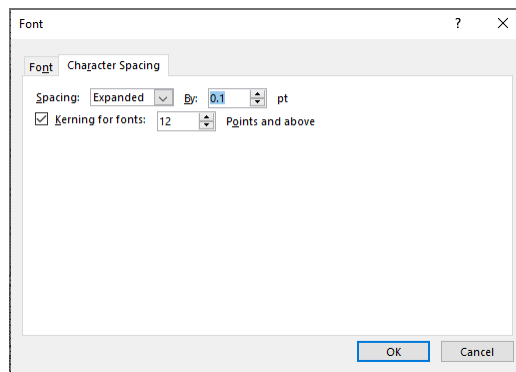 Font ?
Font Character Spacing
Spacing: Expanded By: 0.1 pt
Kerning for fonts: 12 Points and above
OK Cancel